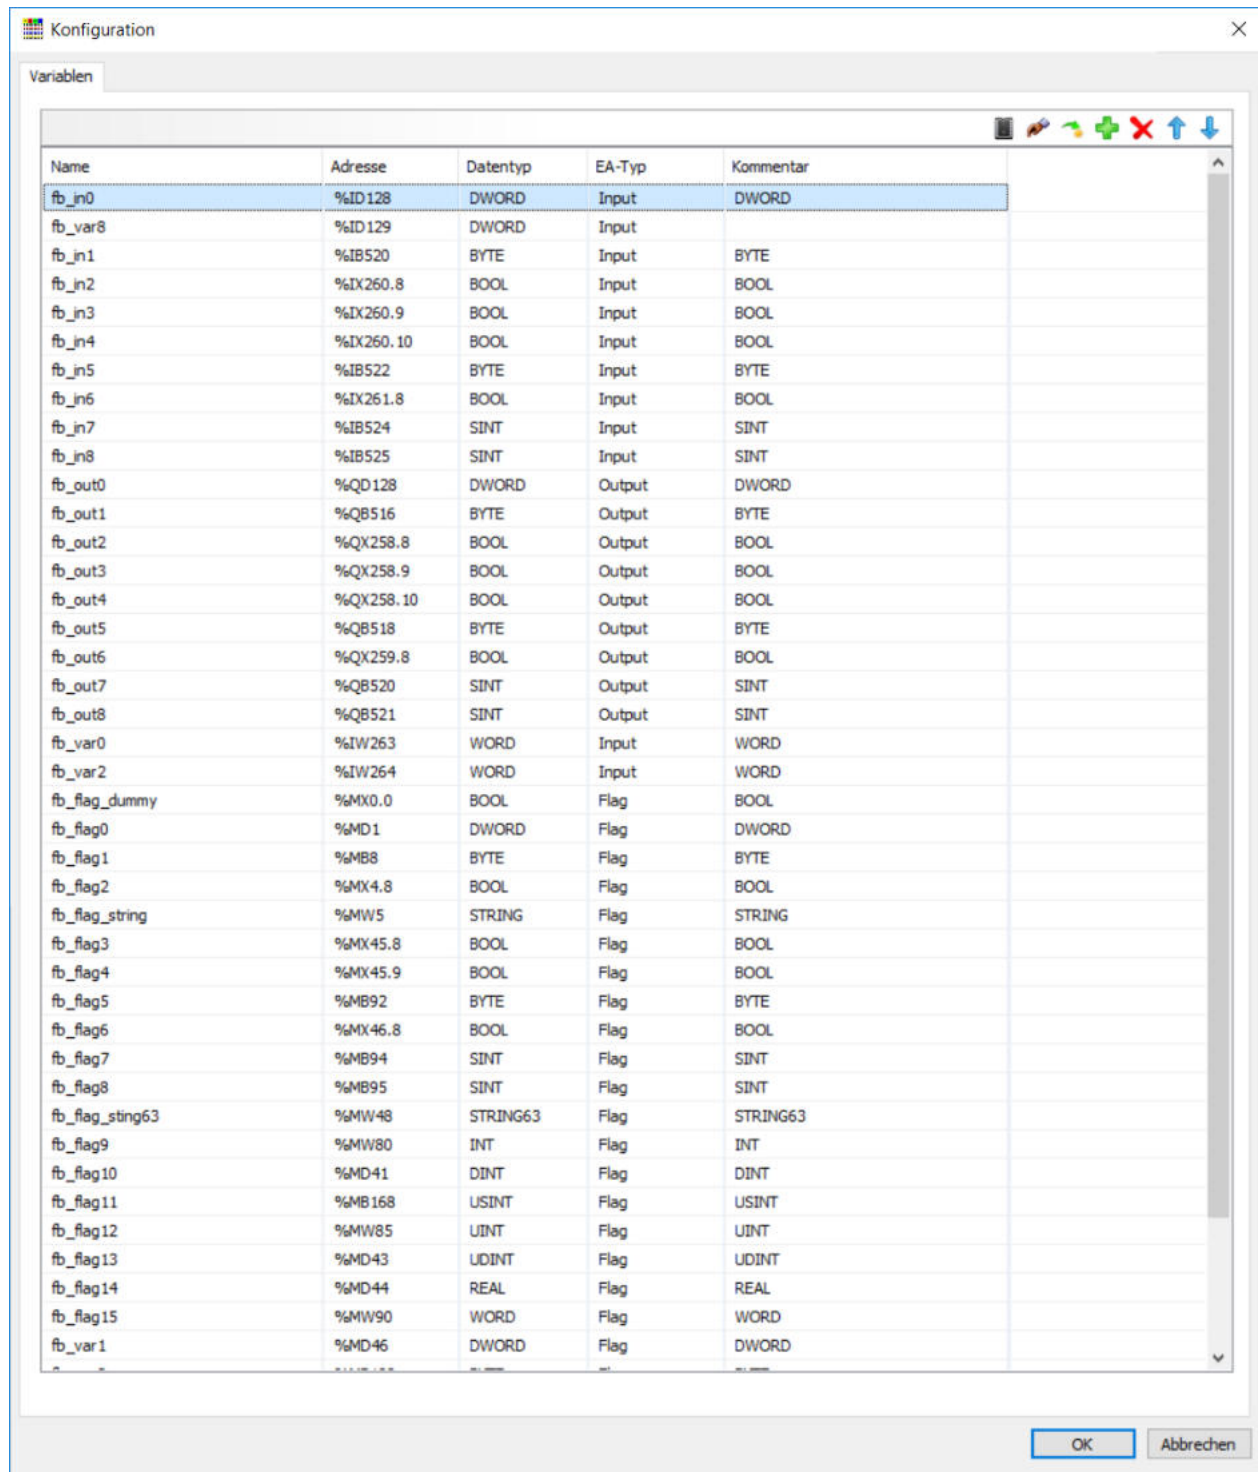 Konfiguration
Variablen
Name Adresse Datentyp EA-Typ Kommentar
fb_in0 %ID128 DWORD Input DWORD
fb_var8 %ID129 DWORD Input
fb_in1 %IB520 BYTE Input BYTE
fb_in2 %IX260.8 BOOL Input BOOL
fb_in3 %IX260.9 BOOL Input BOOL
fb_in4 %IX260.10 BOOL Input BOOL
fb_in5 %IB522 BYTE Input BYTE
fb_in6 %IX261.8 BOOL Input BOOL
fb_in7 %IB524 SINT Input SINT
fb_in8 %IB525 SINT Input SINT
fb_out0 %QD128 DWORD Output DWORD
fb_out1 %QB516 BYTE Output BYTE
fb_out2 %QX258.8 BOOL Output BOOL
fb_out3 %QX258.9 BOOL Output BOOL
fb_out4 %QX258.10 BOOL Output BOOL
fb_out5 %QB518 BYTE Output BYTE
fb_out6 %QX259.8 BOOL Output BOOL
fb_out7 %QB520 SINT Output SINT
fb_out8 %QB521 SINT Output SINT
fb_var0 %IW263 WORD Input WORD
fb_var2 %IW264 WORD Input WORD
fb_flag_dummy %MX0.0 BOOL Flag BOOL
fb_flag0 %MD1 DWORD Flag DWORD
fb_flag1 %MB8 BYTE Flag BYTE
fb_flag2 %MX4.8 BOOL Flag BOOL
fb_flag_string %MW5 STRING Flag STRING
fb_flag3 %MX45.8 BOOL Flag BOOL
fb_flag4 %MX45.9 BOOL Flag BOOL
fb_flag5 %MB92 BYTE Flag BYTE
fb_flag6 %MX46.8 BOOL Flag BOOL
fb_flag7 %MB94 SINT Flag SINT
fb_flag8 %MB95 SINT Flag SINT
fb_flag_sting63 %MW48 STRING63 Flag STRING63
fb_flag9 %MW80 INT Flag INT
fb_flag10 %MD41 DINT Flag DINT
fb_flag11 %MB168 USINT Flag USINT
fb_flag12 %MW85 UINT Flag UINT
fb_flag13 %MD43 UDINT Flag UDINT
fb_flag14 %MD44 REAL Flag REAL
fb_flag15 %MW90 WORD Flag WORD
fb_var1 %MD46 DWORD Flag DWORD
OK Abbrechen